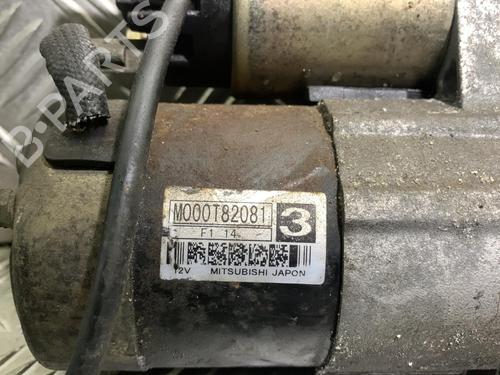 B-PARTS
M000T82081
3
F1 14
12V MITSUBISHI JAPON